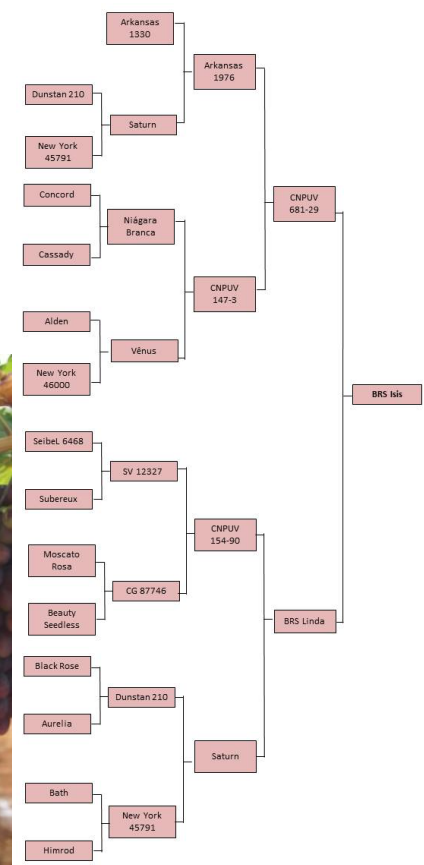 Arkansas
1330
Arkansas
1976
Dunstan 210
Saturn
New York
45791
Concord
CNPUV
681-29
Niágara
Branca
Cassady
CNPUV
147-3
Alden
Vênus
New York
46000
BRS Isis
SeibeL 6468
SV 12327
Subereux
CNPUV
154-90
Moscato
Rosa
CG 87746
Beauty
Seedless
BRS Linda
Black Rose
Dunstan 210
Aurelia
Saturn
Bath
New York
45791
Himrod